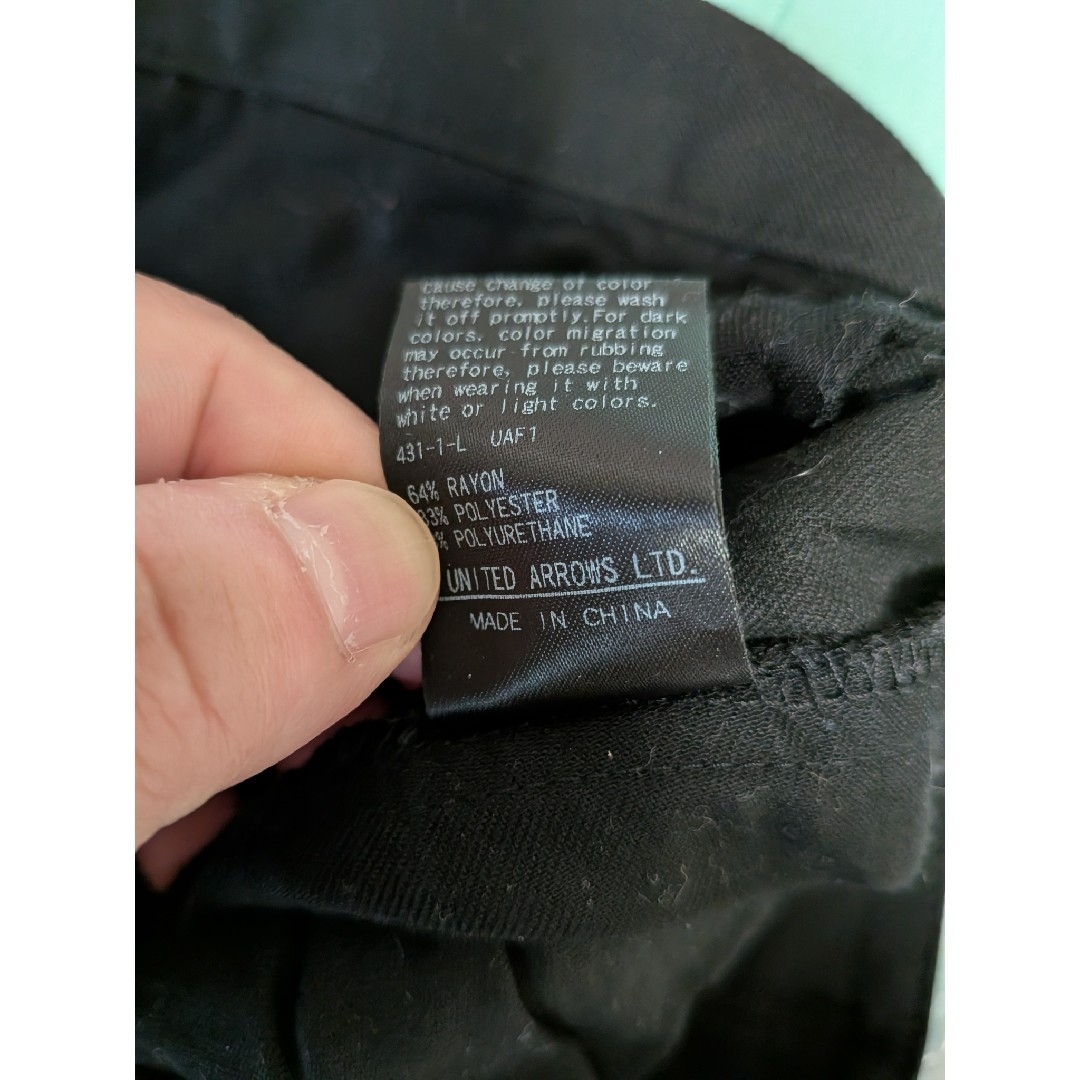 cause change of color
therefore, please wash
it off promptly.For dark
colors, color migration
may occur from rubbing
therefore, please beware
when wearing it with
white or light colors.
431-1-L UAF1
64% RAYON
33% POLYESTER
% POLYURETHANE
UNITED ARROWS LTD.
MADE IN CHINA